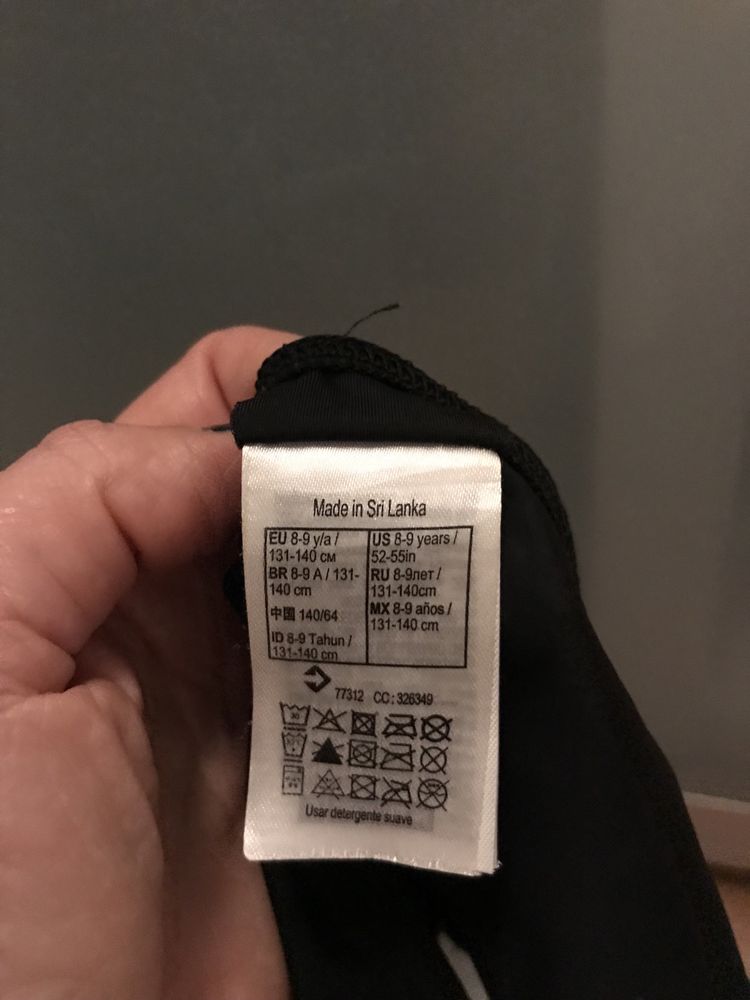 Made in Sri Lanka
EU 8-9 y/a /
131-140 см
BR 8-9 A / 131-
140 cm
中国 140/64
ID 8-9 Tahun /
131-140 cm
US 8-9 years /
52-55in
RU 8-9лет /
131-140cm
MX 8-9 años /
131-140 cm
77312 CC: 326349
30
Usar detergente suave